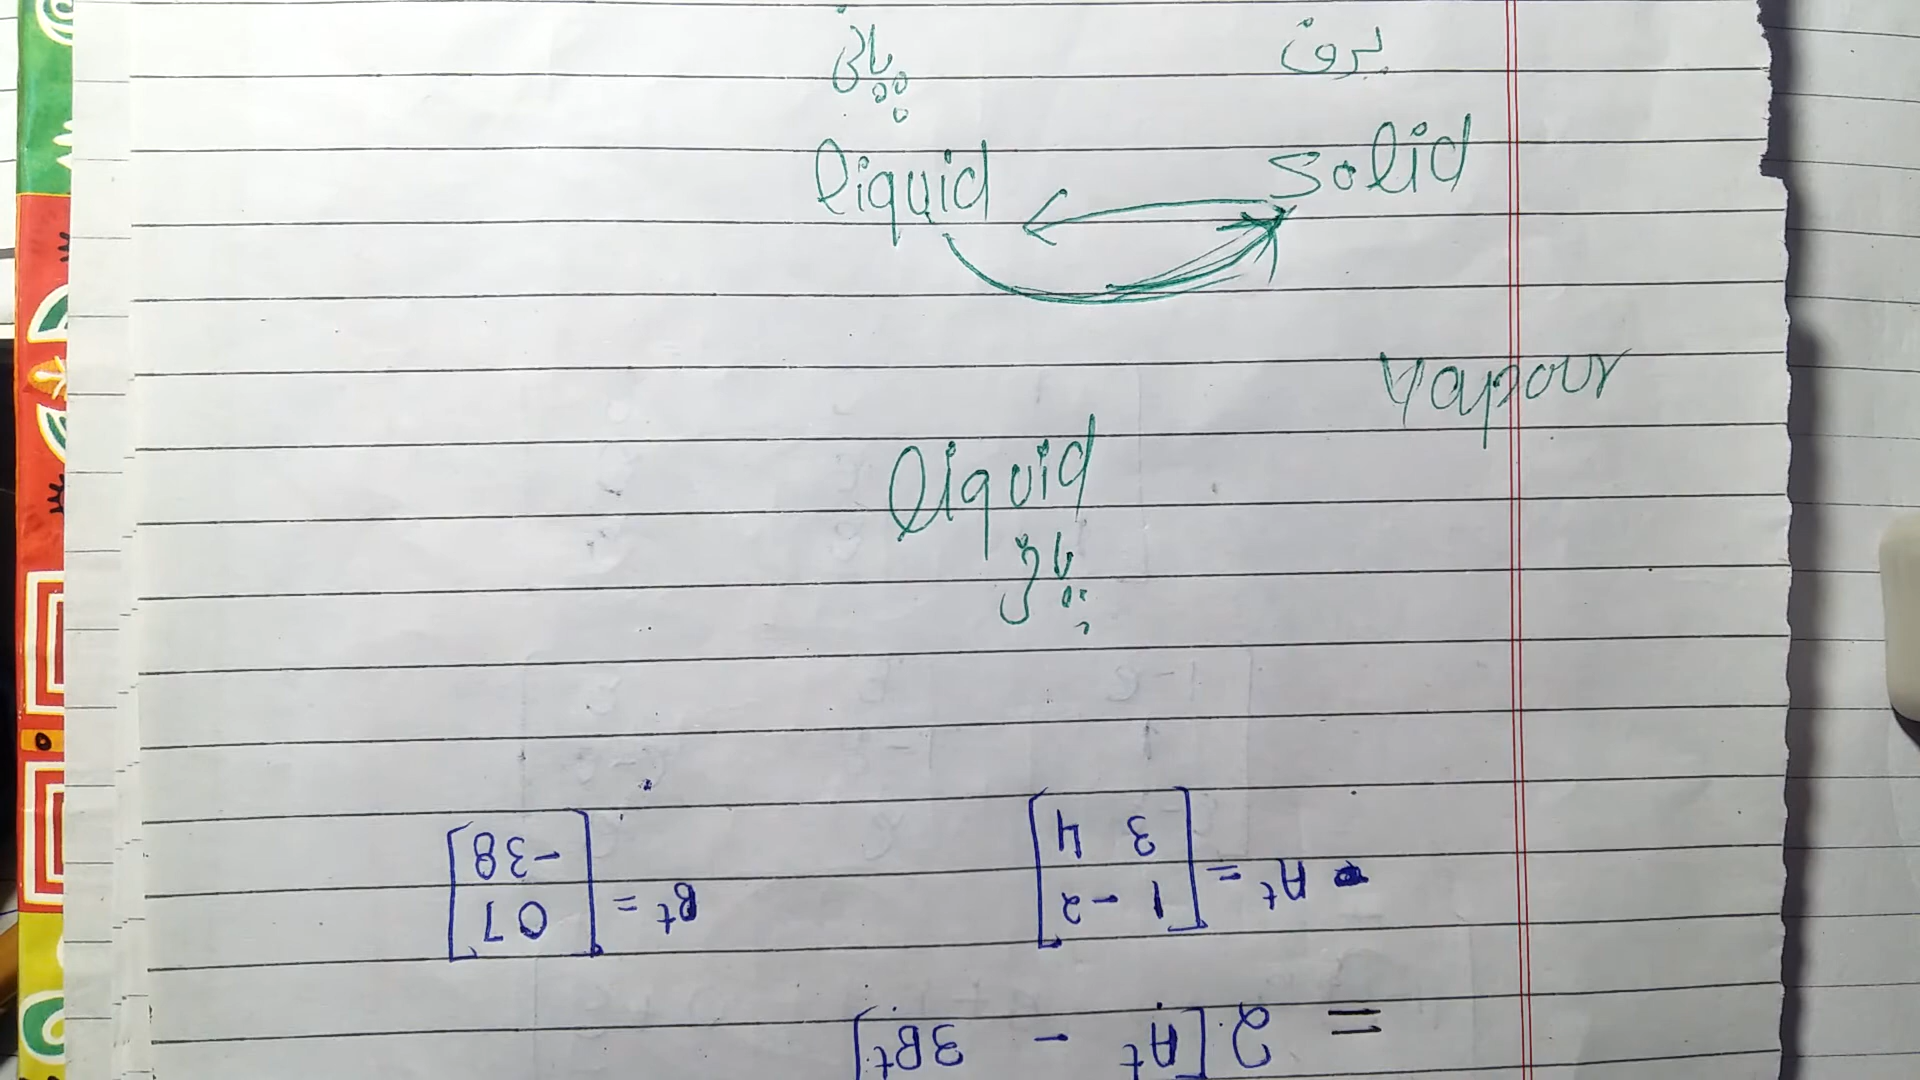 پانی برف
liquid solid
Vapour
liquid
پانی
= 2[At - 3Bt]
At = [1 -2 Bt = [0 7
3 4] -3 8]